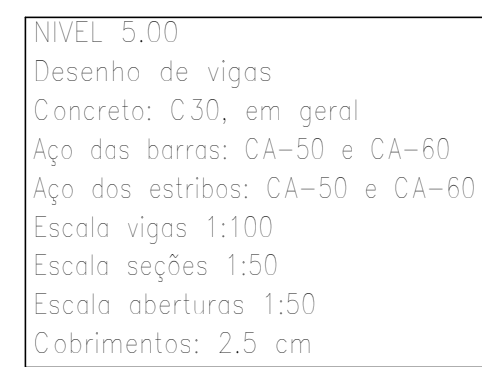 NIVEL 5.00
Desenho de vigas
Concreto: C30, em geral
Aço das barras: CA-50 e CA-60
Aço dos estribos: CA-50 e CA-60
Escala vigas 1:100
Escala seções 1:50
Escala aberturas 1:50
Cobrimentos: 2.5 cm